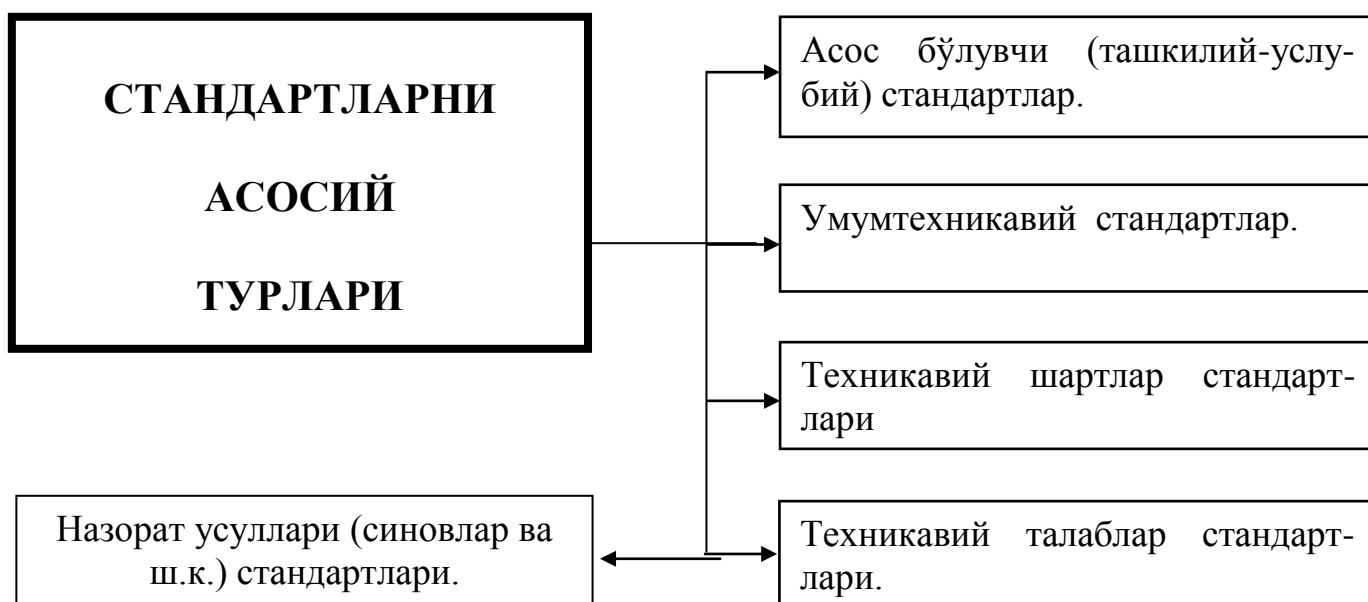 СТАНДАРТЛАРНИ
АСОСИЙ
ТУРЛАРИ
Асос бўлувчи (ташкилий-услу-
бий) стандартлар.
Умумтехникавий стандартлар.
Техникавий шартлар стандарт-
лари
Техникавий талаблар стандарт-
лари.
Назорат усуллари (синовлар ва
ш.к.) стандартлари.